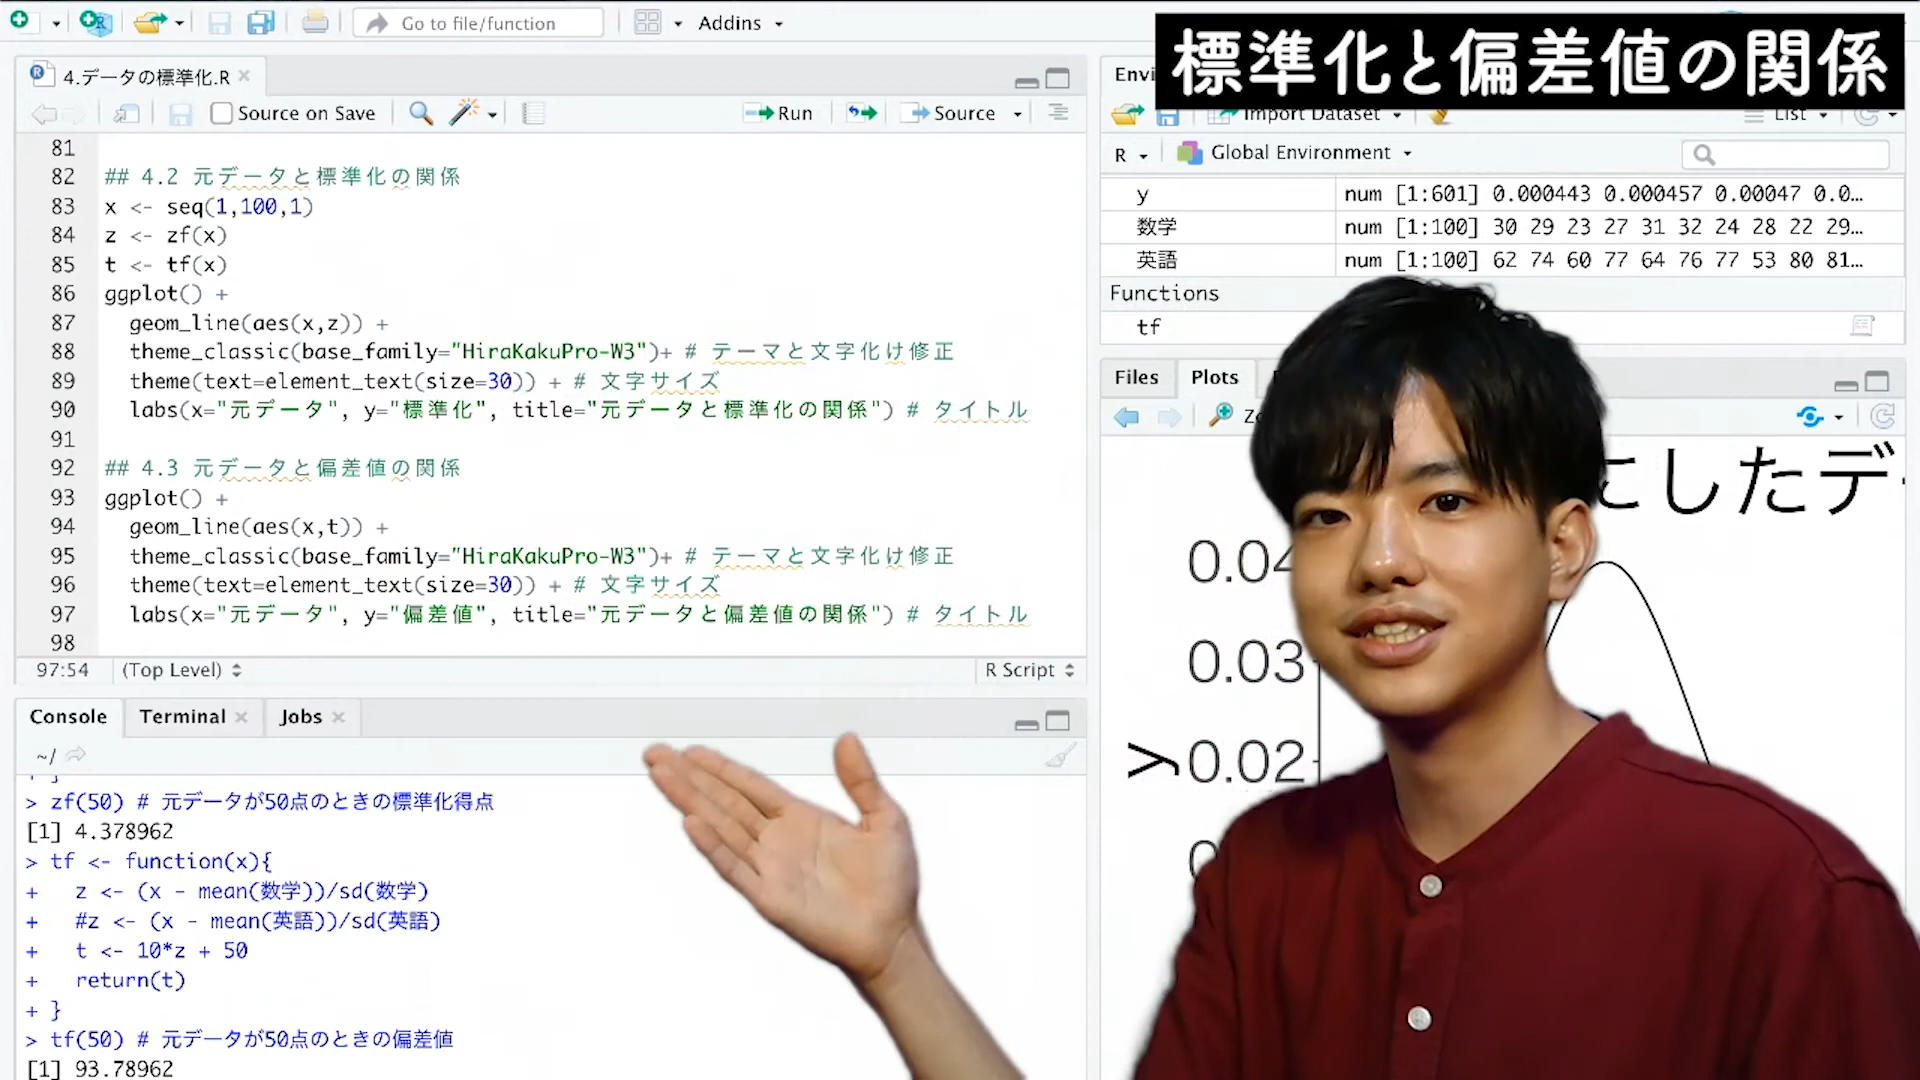 標準化と偏差値の関係
Go to file/function
Addins
4.データの標準化.R
Source on Save
Run
Source
81
82 ## 4.2 元データと標準化の関係
83 x <- seq(1,100,1)
84 z <- zf(x)
85 t <- tf(x)
86 ggplot() +
87 geom_line(aes(x,z)) +
88 theme_classic(base_family="HiraKakuPro-W3")+ # テーマと文字化け修正
89 theme(text=element_text(size=30)) + # 文字サイズ
90 labs(x="元データ", y="標準化", title="元データと標準化の関係") # タイトル
91
92 ## 4.3 元データと偏差値の関係
93 ggplot() +
94 geom_line(aes(x,t)) +
95 theme_classic(base_family="HiraKakuPro-W3")+ # テーマと文字化け修正
96 theme(text=element_text(size=30)) + # 文字サイズ
97 labs(x="元データ", y="偏差値", title="元データと偏差値の関係") # タイトル
98
97:54 (Top Level) R Script
Console Terminal Jobs
~/
+ }
> zf(50) # 元データが50点のときの標準化得点
[1] 4.378962
> tf <- function(x){
+ z <- (x - mean(数学))/sd(数学)
+ #z <- (x - mean(英語))/sd(英語)
+ t <- 10*z + 50
+ return(t)
+ }
> tf(50) # 元データが50点のときの偏差値
[1] 93.78962
Envi
Import Dataset
List
R Global Environment
y num [1:601] 0.000443 0.000457 0.00047 0.0…
数学 num [1:100] 30 29 23 27 31 32 24 28 22 29…
英語 num [1:100] 62 74 60 77 64 76 77 53 80 81…
Functions
tf
Files Plots
にしたデ
0.04
0.03
y 0.02